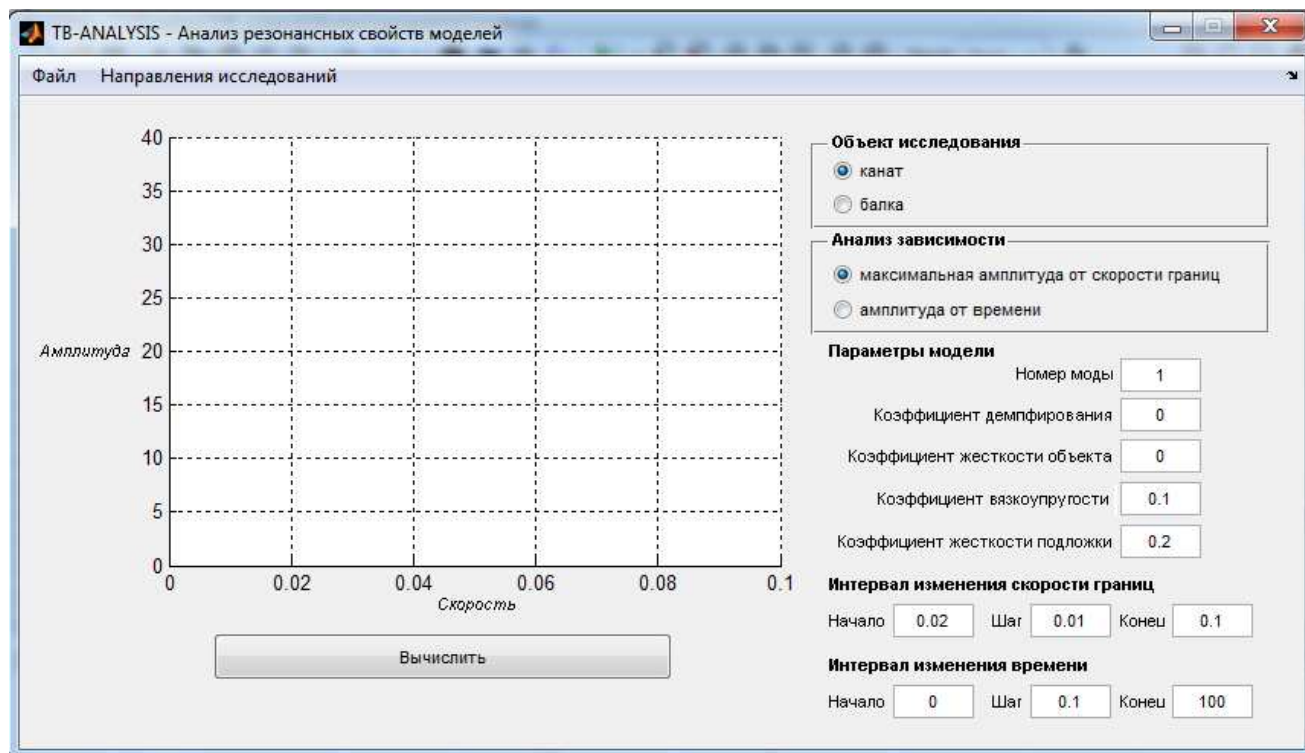 TB-ANALYSIS - Анализ резонансных свойств моделей
Файл Направления исследований
40
35
30
25
Амплитуда 20
15
10
5
0
0 0.02 0.04 0.06 0.08 0.1
Скорость
Вычислить
Объект исследования
канат
балка
Анализ зависимости
максимальная амплитуда от скорости границ
амплитуда от времени
Параметры модели
Номер моды 1
Коэффициент демпфирования 0
Коэффициент жесткости объекта 0
Коэффициент вязкоупругости 0.1
Коэффициент жесткости подложки 0.2
Интервал изменения скорости границ
Начало 0.02 Шаг 0.01 Конец 0.1
Интервал изменения времени
Начало 0 Шаг 0.1 Конец 100